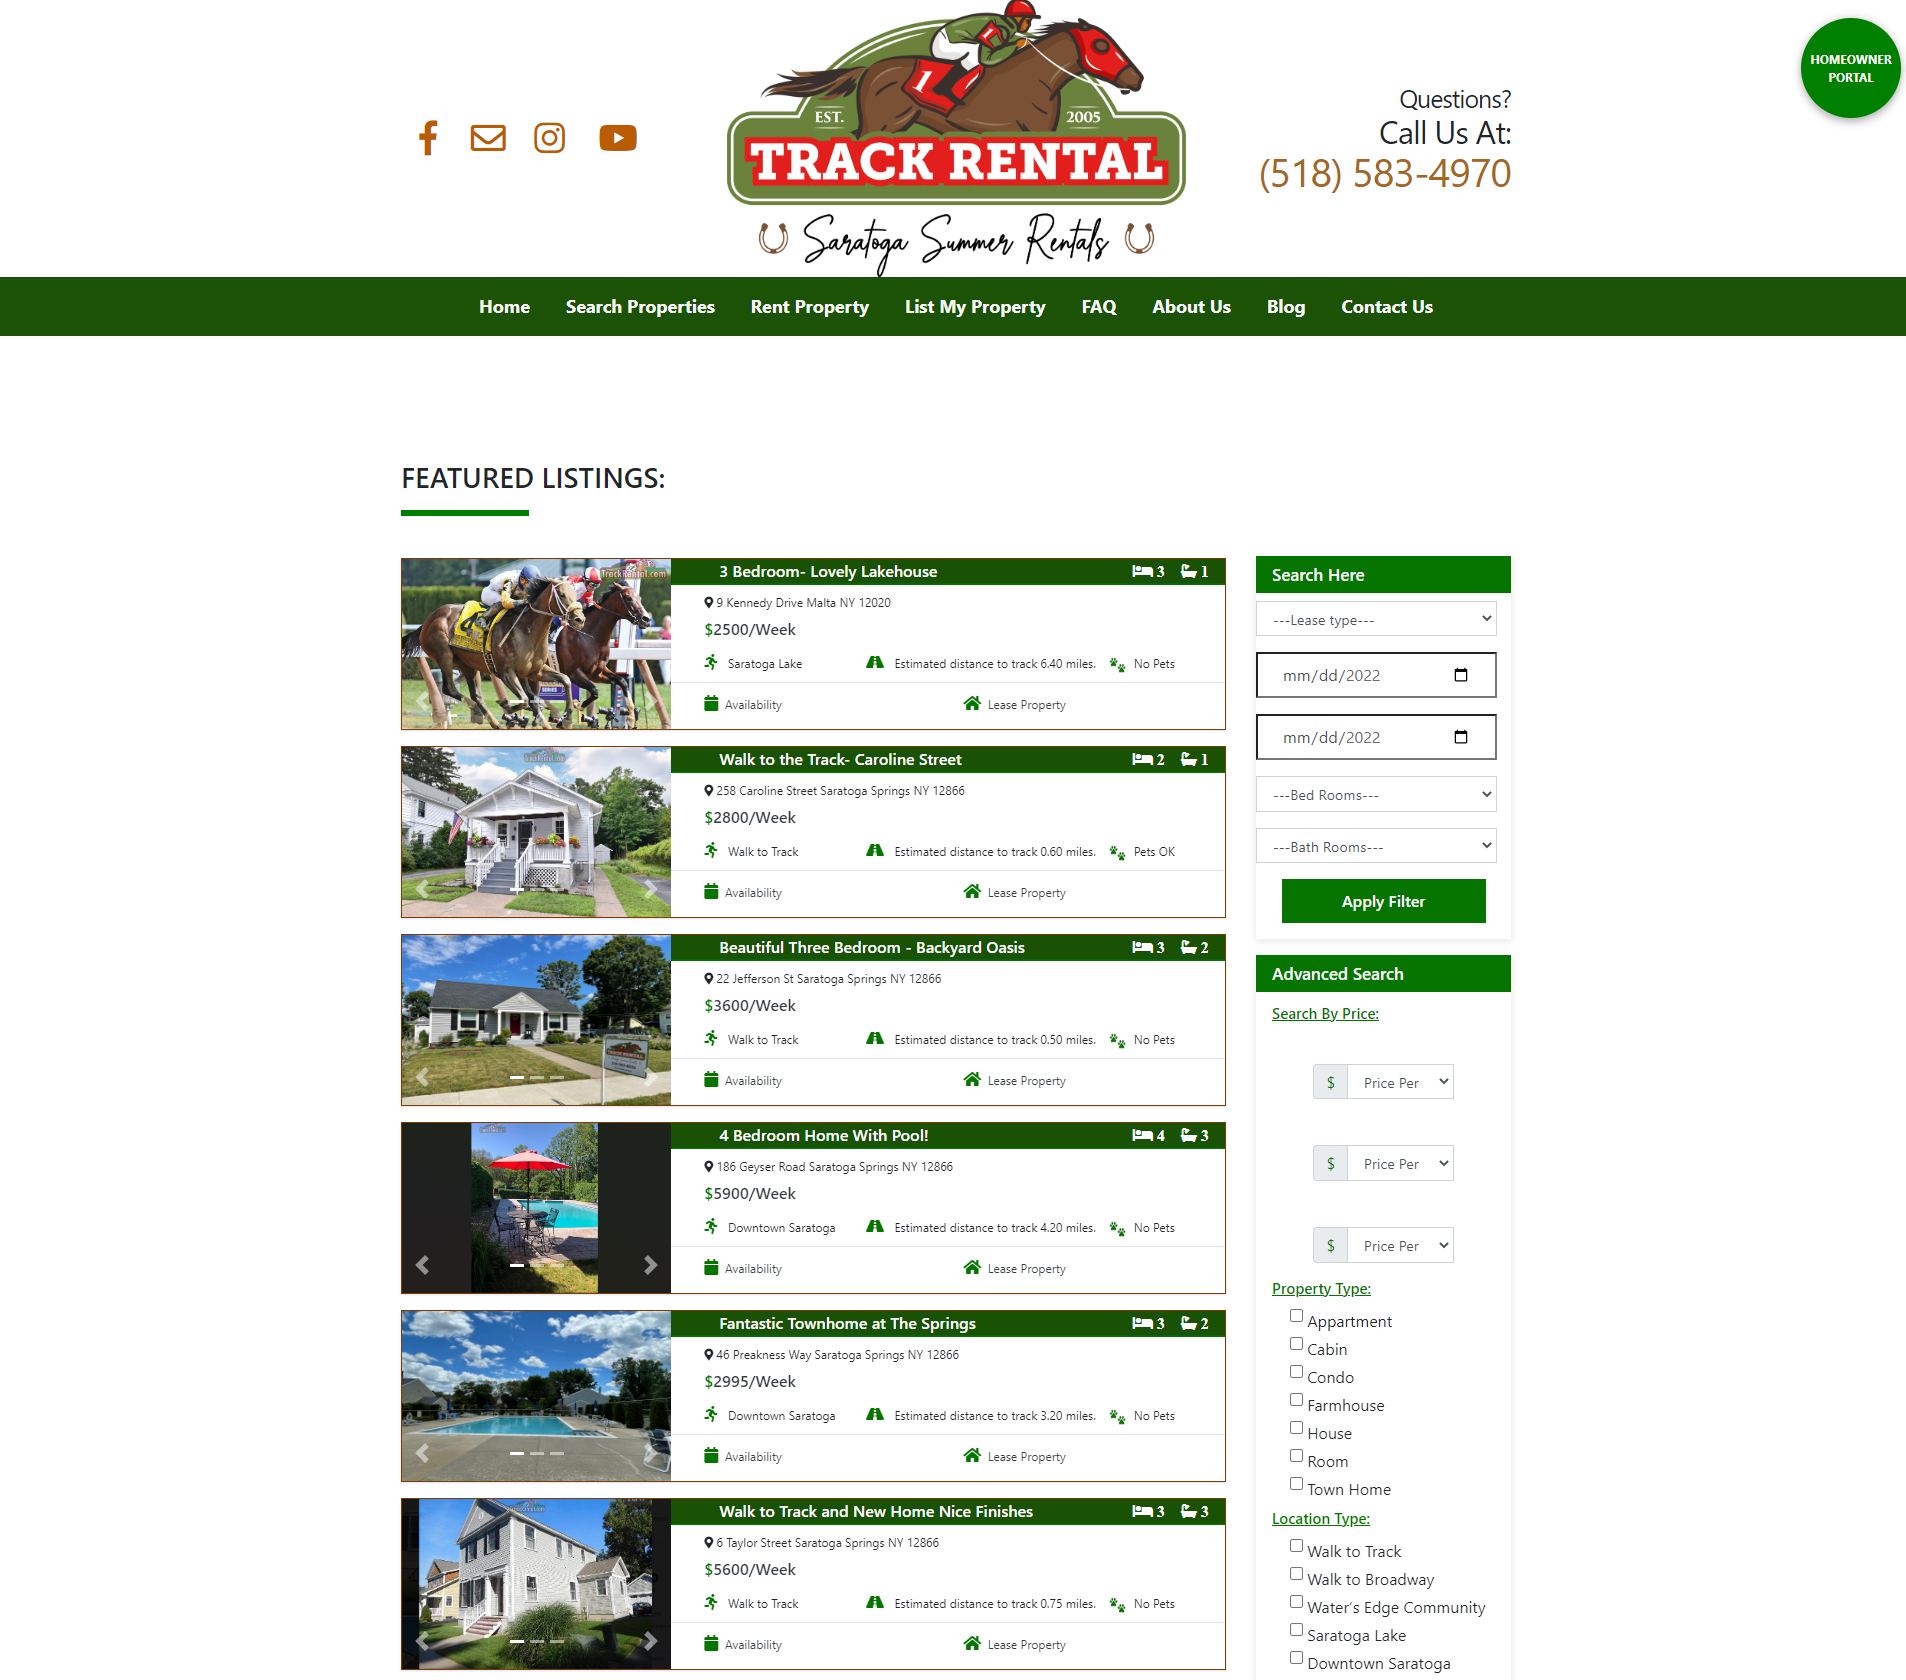 HOMEOWNER
PORTAL
EST. 2005
TRACK RENTAL
Saratoga Summer Rentals
Questions?
Call Us At:
(518) 583-4970
Home Search Properties Rent Property List My Property FAQ About Us Blog Contact Us
FEATURED LISTINGS:
TrackRental.com
3 Bedroom- Lovely Lakehouse 3 1
9 Kennedy Drive Malta NY 12020
$2500/Week
Saratoga Lake Estimated distance to track 6.40 miles. No Pets
Availability Lease Property
Walk to the Track- Caroline Street 2 1
258 Caroline Street Saratoga Springs NY 12866
$2800/Week
Walk to Track Estimated distance to track 0.60 miles. Pets OK
Availability Lease Property
Beautiful Three Bedroom - Backyard Oasis 3 2
22 Jefferson St Saratoga Springs NY 12866
$3600/Week
Walk to Track Estimated distance to track 0.50 miles. No Pets
Availability Lease Property
4 Bedroom Home With Pool! 4 3
186 Geyser Road Saratoga Springs NY 12866
$5900/Week
Downtown Saratoga Estimated distance to track 4.20 miles. No Pets
Availability Lease Property
Fantastic Townhome at The Springs 3 2
46 Preakness Way Saratoga Springs NY 12866
$2995/Week
Downtown Saratoga Estimated distance to track 3.20 miles. No Pets
Availability Lease Property
Walk to Track and New Home Nice Finishes 3 3
6 Taylor Street Saratoga Springs NY 12866
$5600/Week
Walk to Track Estimated distance to track 0.75 miles. No Pets
Availability Lease Property
Search Here
---Lease type---
mm/dd/2022
mm/dd/2022
---Bed Rooms---
---Bath Rooms---
Apply Filter
Advanced Search
Search By Price:
$ Price Per
$ Price Per
$ Price Per
Property Type:
Appartment
Cabin
Condo
Farmhouse
House
Room
Town Home
Location Type:
Walk to Track
Walk to Broadway
Water's Edge Community
Saratoga Lake
Downtown Saratoga